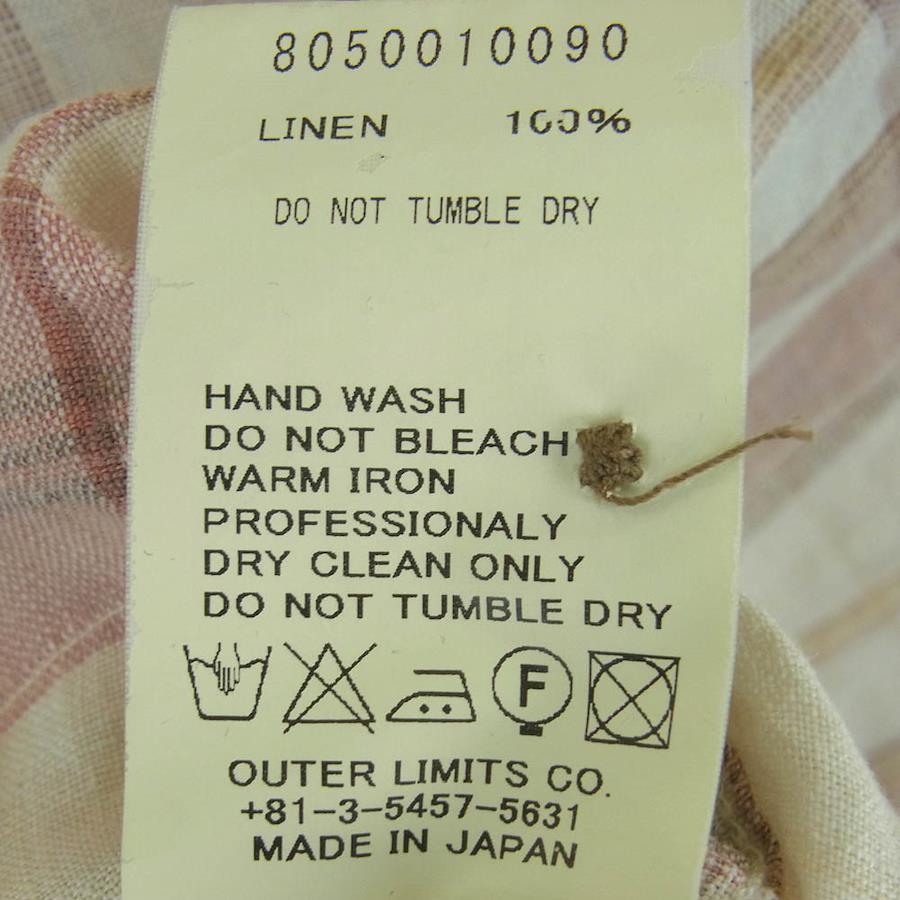 8050010090
LINEN 100%
DO NOT TUMBLE DRY
HAND WASH
DO NOT BLEACH
WARM IRON
PROFESSIONALY
DRY CLEAN ONLY
DO NOT TUMBLE DRY
F
OUTER LIMITS CO.
+81-3-5457-5631
MADE IN JAPAN